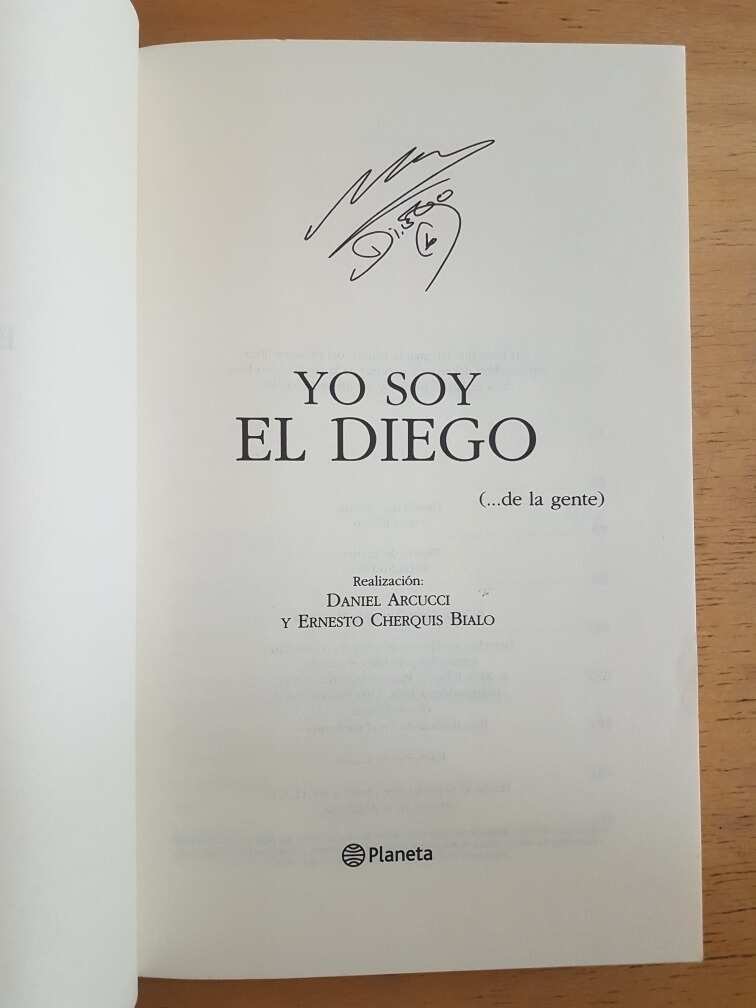 Diego
YO SOY
EL DIEGO
(...de la gente)
Realización:
DANIEL ARCUCCI
Y ERNESTO CHERQUIS BIALO
Planeta